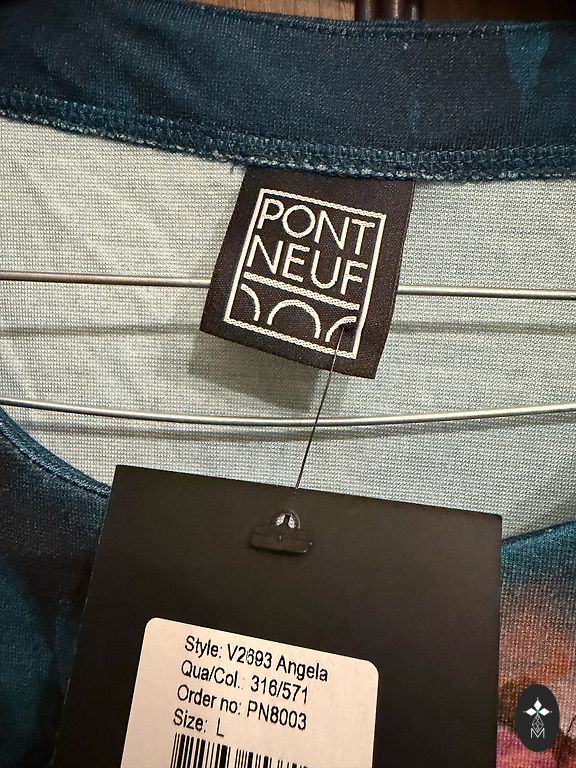 PONT
NEUF
Style: V2693 Angela
Qua/Col.: 316/571
Order no: PN8003
Size: L